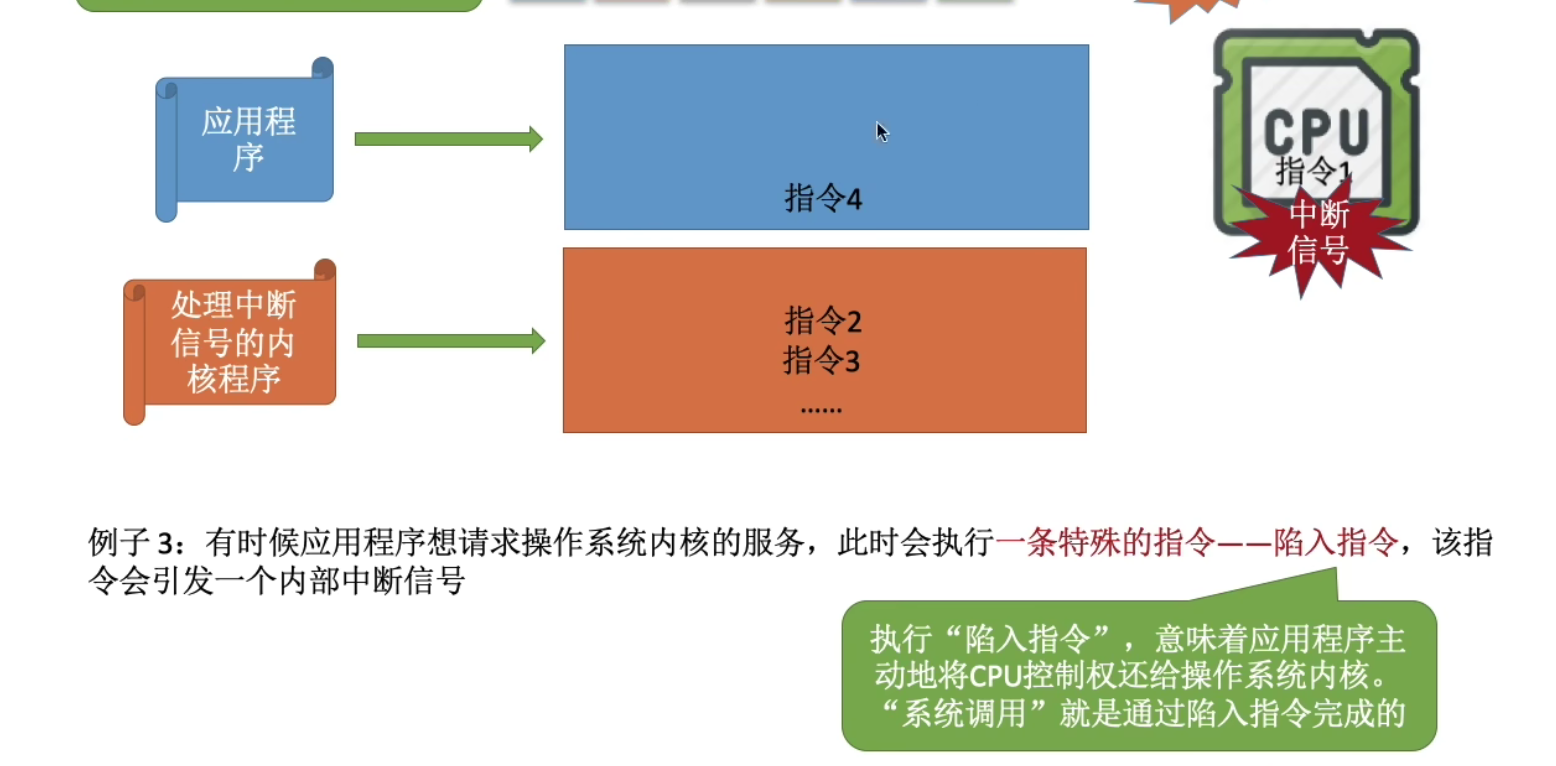 应用程
序
指令4
CPU
指令1
中断
信号
处理中断
信号的内
核程序
指令2
指令3
......
例子 3：有时候应用程序想请求操作系统内核的服务，此时会执行一条特殊的指令——陷入指令，该指
令会引发一个内部中断信号
执行“陷入指令”，意味着应用程序主
动地将CPU控制权还给操作系统内核。
“系统调用”就是通过陷入指令完成的